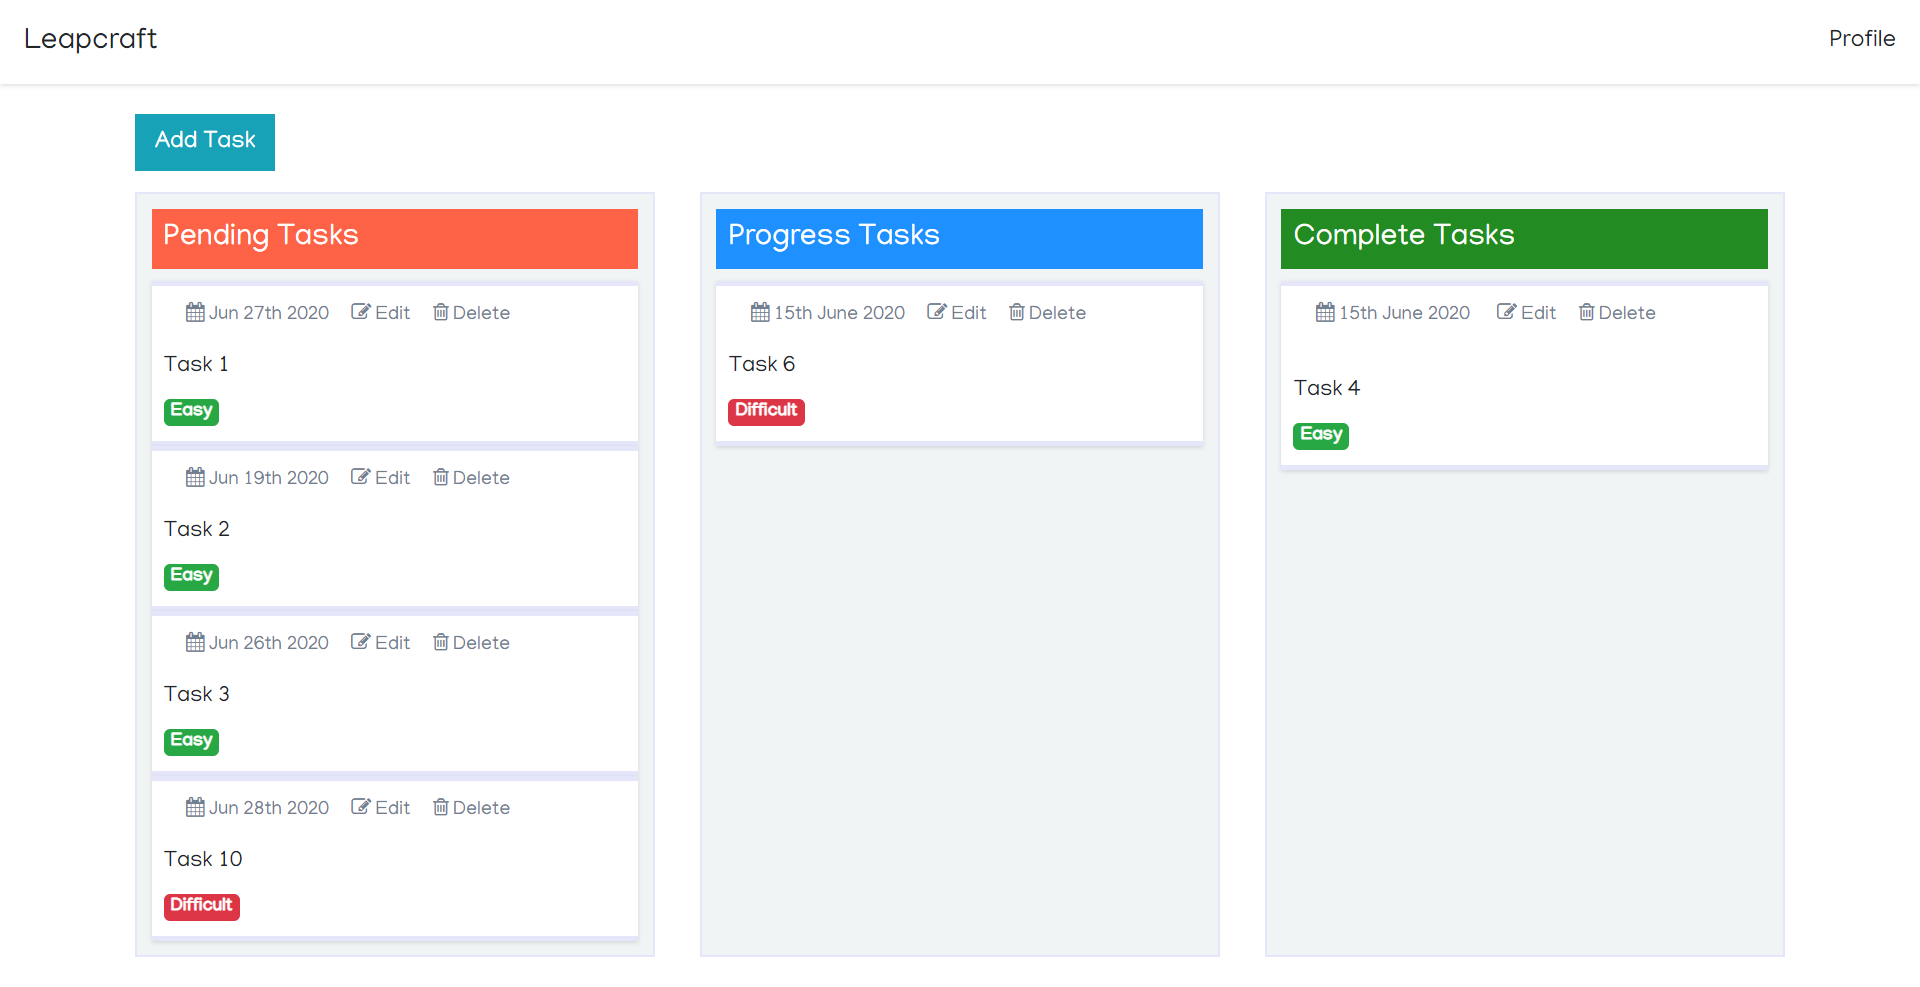 Leapcraft
Profile
Add Task
Pending Tasks
Jun 27th 2020 Edit Delete
Task 1
Easy
Jun 19th 2020 Edit Delete
Task 2
Easy
Jun 26th 2020 Edit Delete
Task 3
Easy
Jun 28th 2020 Edit Delete
Task 10
Difficult
Progress Tasks
15th June 2020 Edit Delete
Task 6
Difficult
Complete Tasks
15th June 2020 Edit Delete
Task 4
Easy